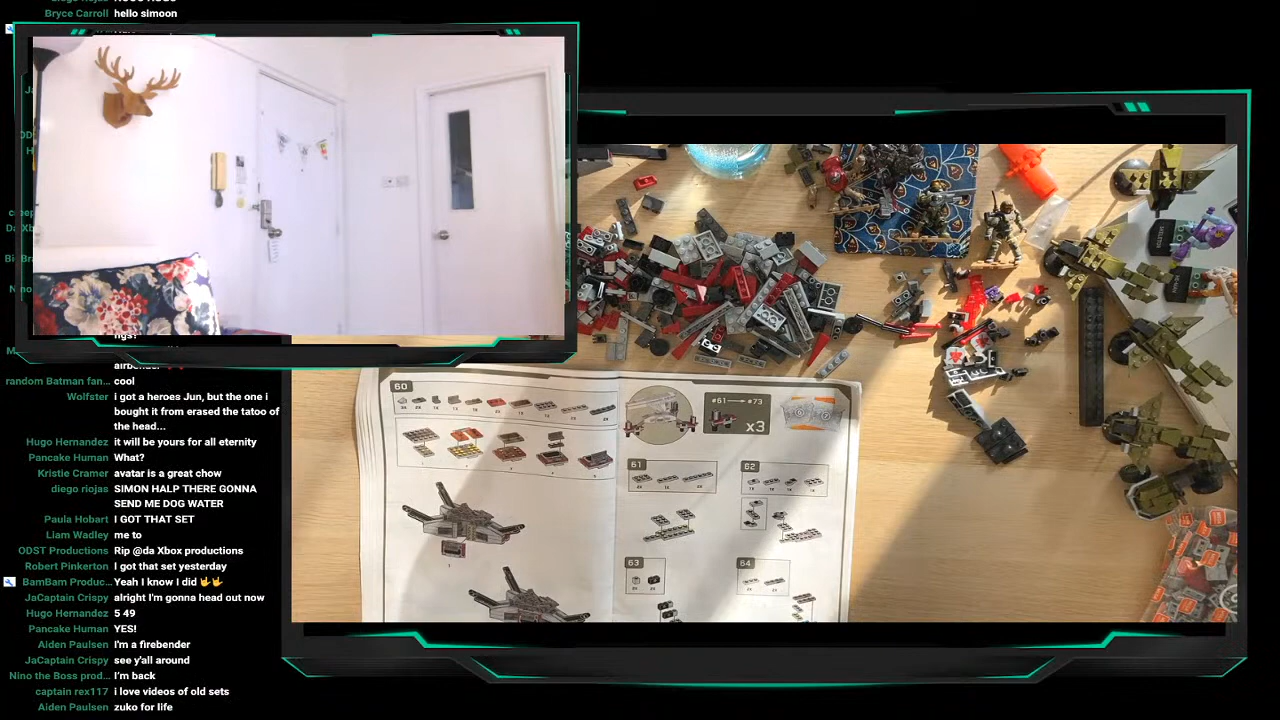 Bryce Carroll hello simoon
airbender
random Batman fan... cool
Wolfster i got a heroes Jun, but the one i
bought it from erased the tatoo of
the head...
Hugo Hernandez it will be yours for all eternity
Pancake Human What?
Kristie Cramer avatar is a great chow
diego riojas SIMON HALP THERE GONNA
SEND ME DOG WATER
Paula Hobart I GOT THAT SET
Liam Wadley me to
ODST Productions Rip @da Xbox productions
Robert Pinkerton I got that set yesterday
BamBam Produc... Yeah I know I did 🤟🤟
JaCaptain Crispy alright I'm gonna head out now
Hugo Hernandez 5 49
Pancake Human YES!
Aiden Paulsen I'm a firebender
JaCaptain Crispy see y'all around
Nino the Boss prod... I'm back
captain rex117 i love videos of old sets
Aiden Paulsen zuko for life
60
#61 #73
x3
61
62
63
64